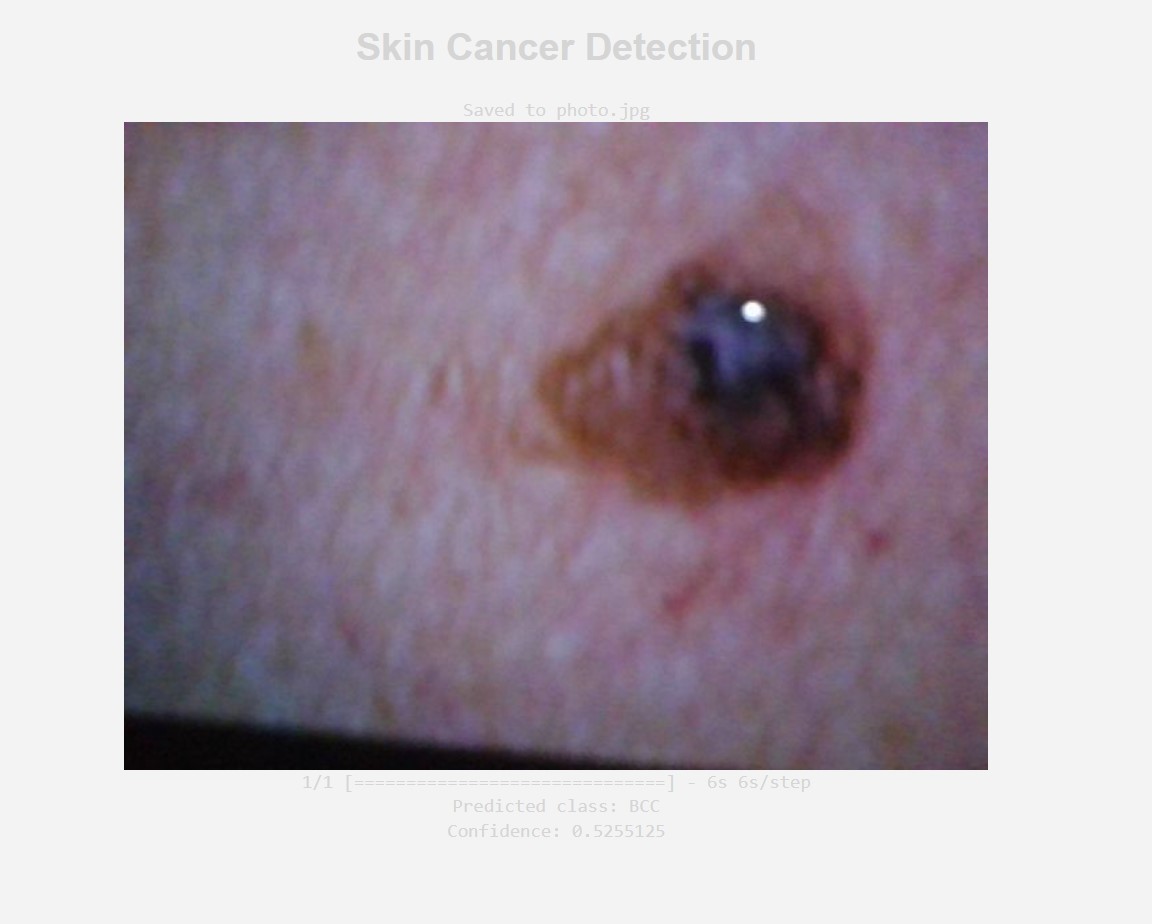 Skin Cancer Detection
Saved to photo.jpg
1/1 [==============================] - 6s 6s/step
Predicted class: BCC
Confidence: 0.5255125